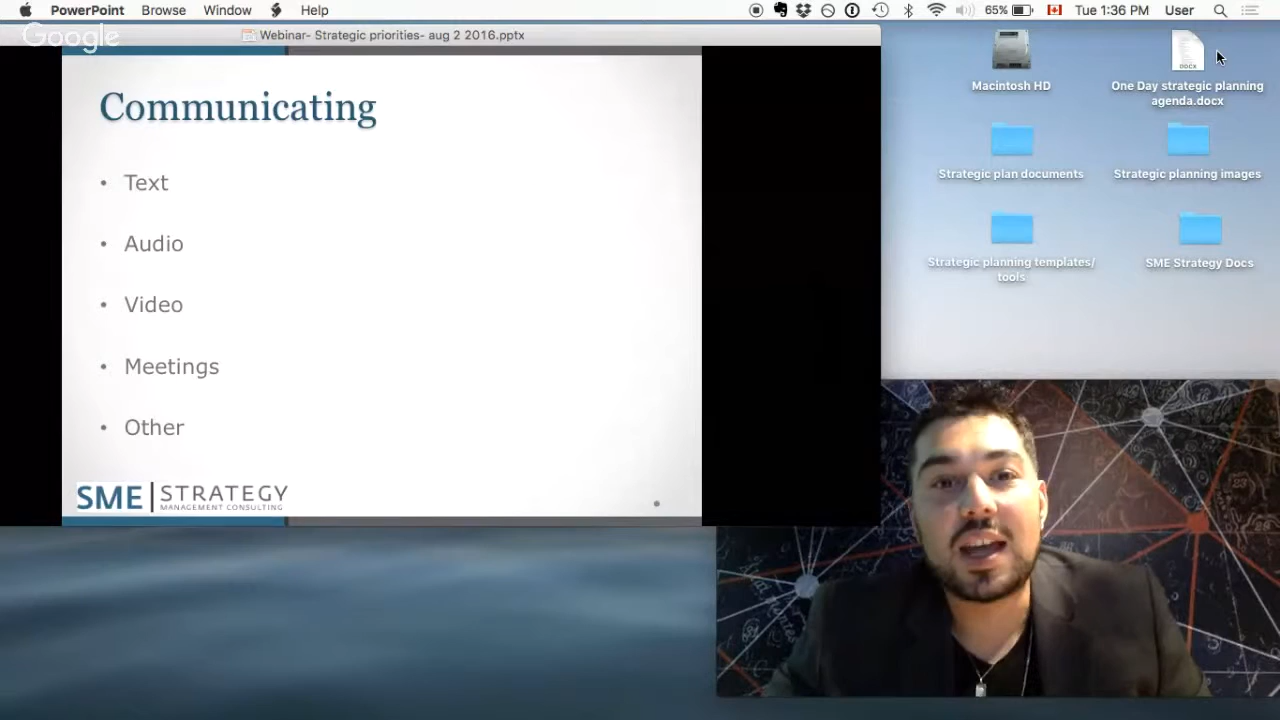 PowerPoint Browse Window Help 65% Tue 1:36 PM User
Google
Webinar- Strategic priorities- aug 2 2016.pptx
Communicating
• Text
• Audio
• Video
• Meetings
• Other
SME | STRATEGY
MANAGEMENT CONSULTING
Macintosh HD
DOCX
One Day strategic planning
agenda.docx
Strategic plan documents
Strategic planning images
Strategic planning templates/
tools
SME Strategy Docs